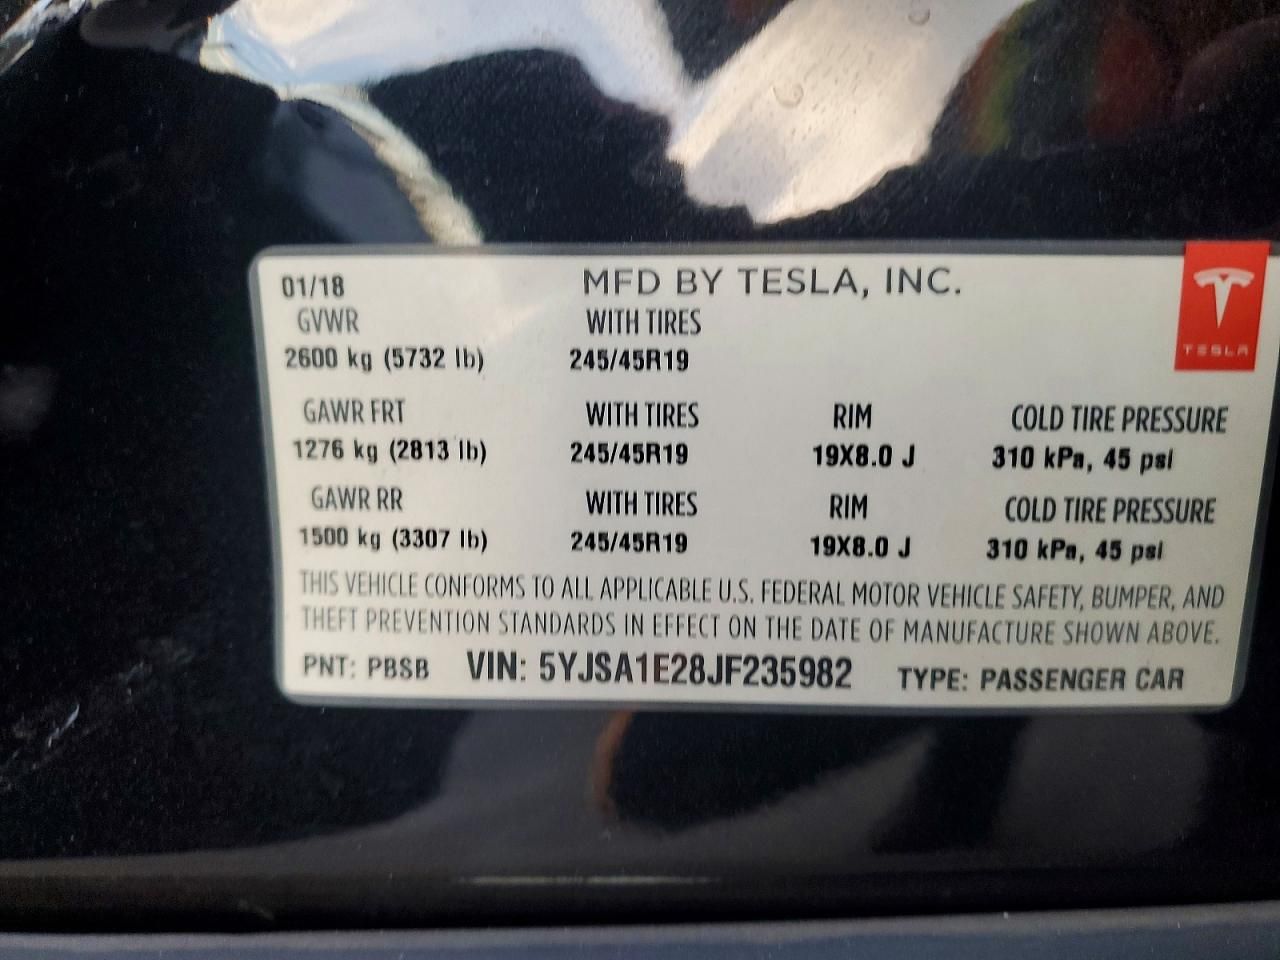 01/18 MFD BY TESLA, INC.
GVWR WITH TIRES
2600 kg (5732 lb) 245/45R19
TESLA
GAWR FRT WITH TIRES RIM COLD TIRE PRESSURE
1276 kg (2813 lb) 245/45R19 19X8.0 J 310 kPa, 45 psi
GAWR RR WITH TIRES RIM COLD TIRE PRESSURE
1500 kg (3307 lb) 245/45R19 19X8.0 J 310 kPa, 45 psi
THIS VEHICLE CONFORMS TO ALL APPLICABLE U.S. FEDERAL MOTOR VEHICLE SAFETY, BUMPER, AND
THEFT PREVENTION STANDARDS IN EFFECT ON THE DATE OF MANUFACTURE SHOWN ABOVE.
PNT: PBSB VIN: 5YJSA1E28JF235982 TYPE: PASSENGER CAR